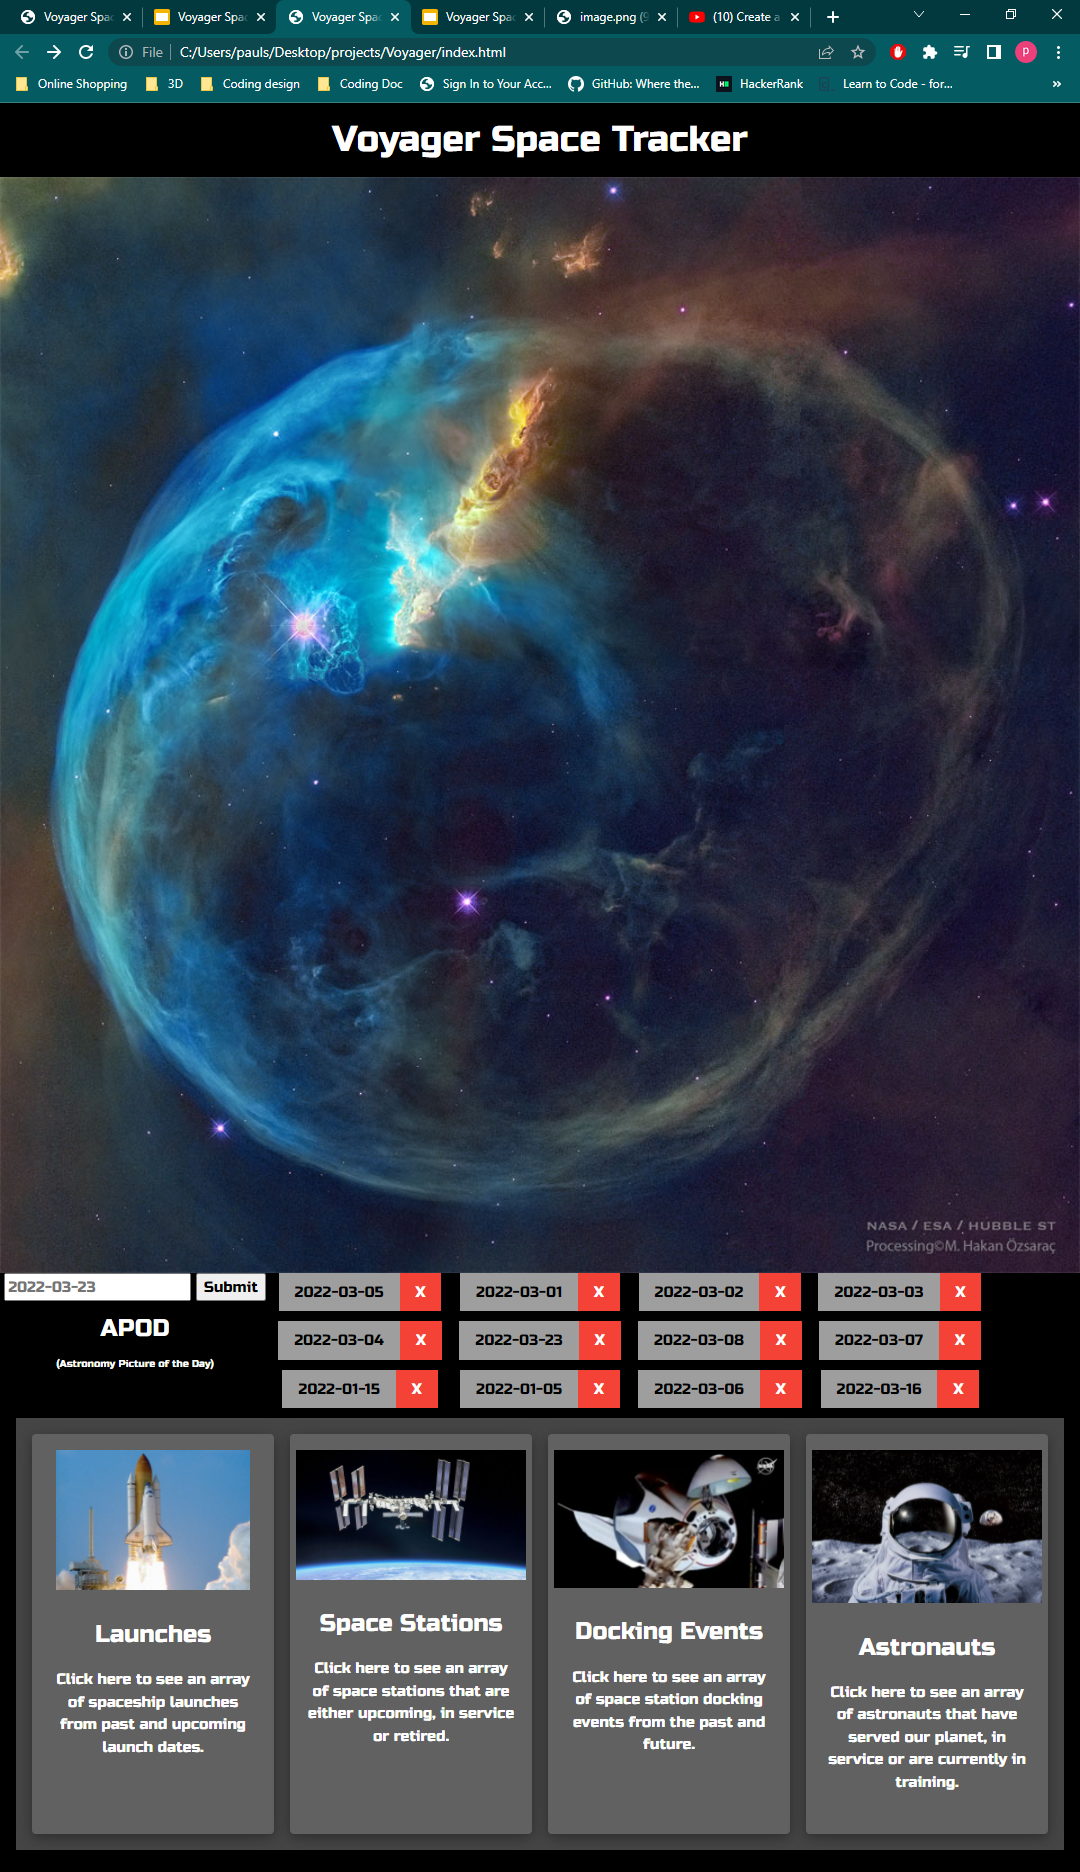 Voyager Spac
Voyager Spac
Voyager Spac
Voyager Spac
image.png (9
(10) Create a
File
C:/Users/pauls/Desktop/projects/Voyager/index.html
P
Online Shopping
3D
Coding design
Coding Doc
Sign In to Your Acc...
GitHub: Where the...
HackerRank
Learn to Code - for...
»
Voyager Space Tracker
NASA / ESA / HUBBLE ST
Processing©M. Hakan Özsaraç
2022-03-23
Submit
APOD
(Astronomy Picture of the Day)
2022-03-05 X
2022-03-01 X
2022-03-02 X
2022-03-03 X
2022-03-04 X
2022-03-23 X
2022-03-08 X
2022-03-07 X
2022-01-15 X
2022-01-05 X
2022-03-06 X
2022-03-16 X
Launches
Click here to see an array
of spaceship launches
from past and upcoming
launch dates.
Space Stations
Click here to see an array
of space stations that are
either upcoming, in service
or retired.
Docking Events
Click here to see an array
of space station docking
events from the past and
future.
Astronauts
Click here to see an array
of astronauts that have
served our planet, in
service or are currently in
training.